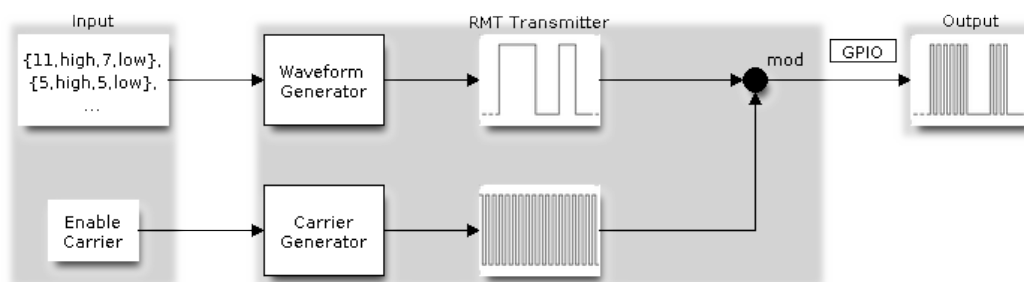 Input
RMT Transmitter
Output
{11,high,7,low},
{5,high,5,low},
...
Waveform
Generator
mod
GPIO
Enable
Carrier
Carrier
Generator